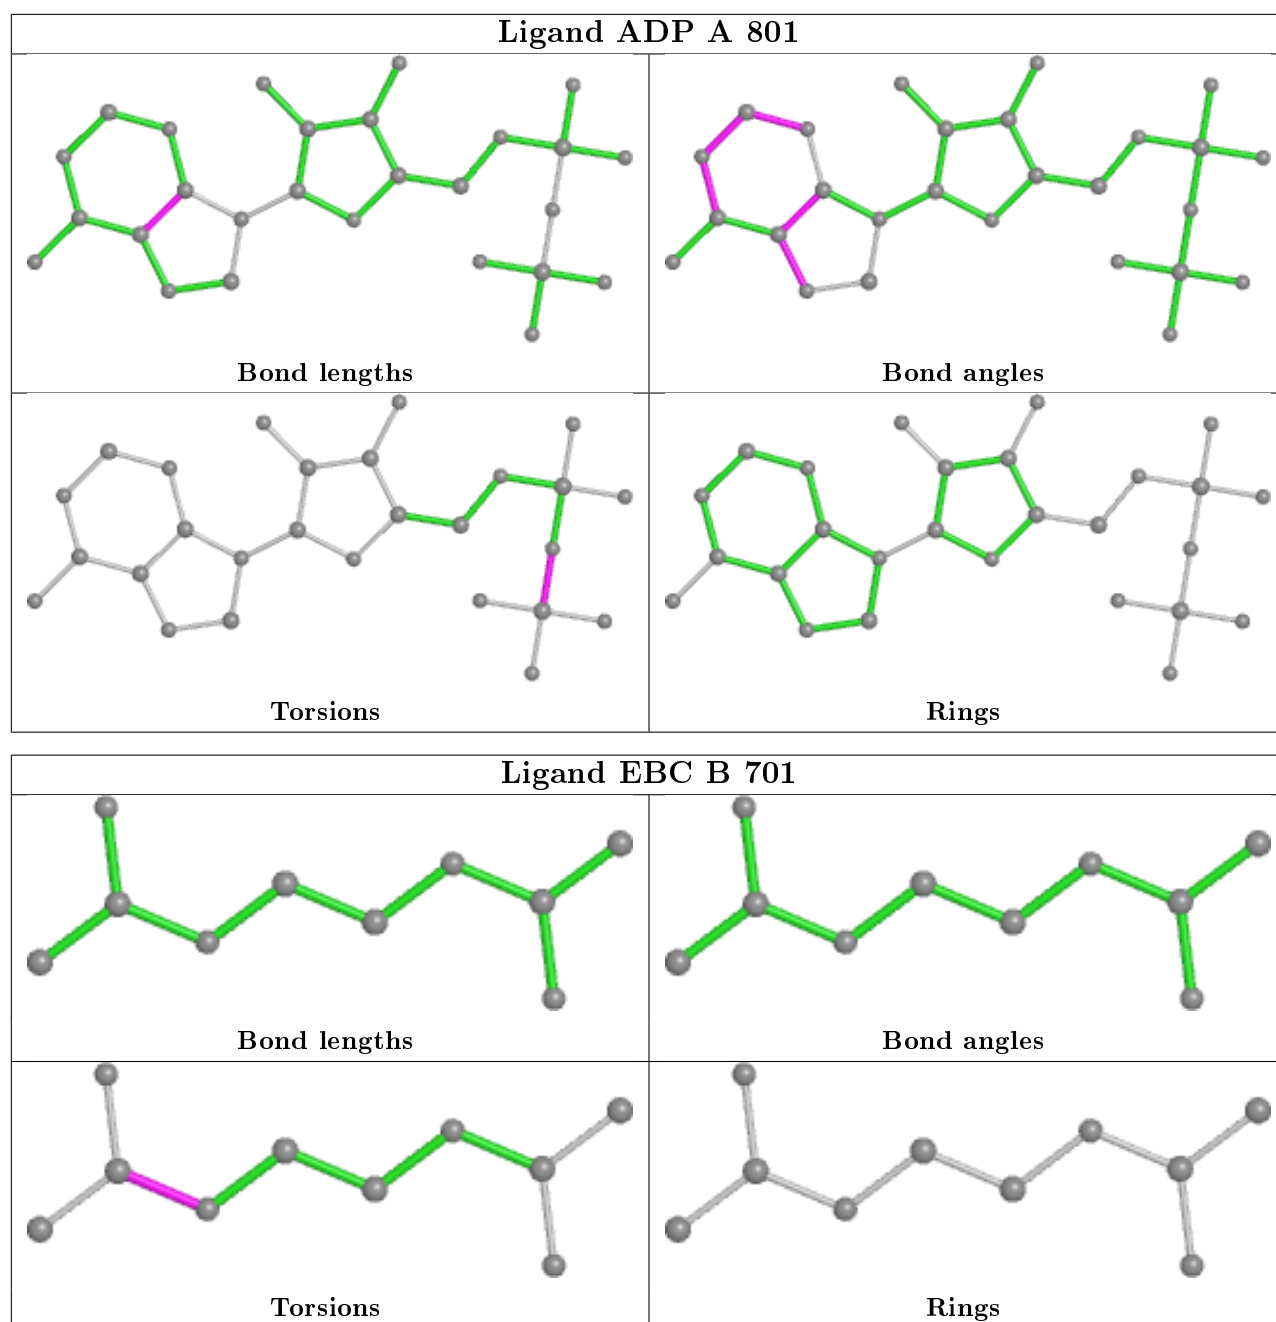 Ligand ADP A 801
Bond lengths
Bond angles
Torsions
Rings
Ligand EBC B 701
Bond lengths
Bond angles
Torsions
Rings